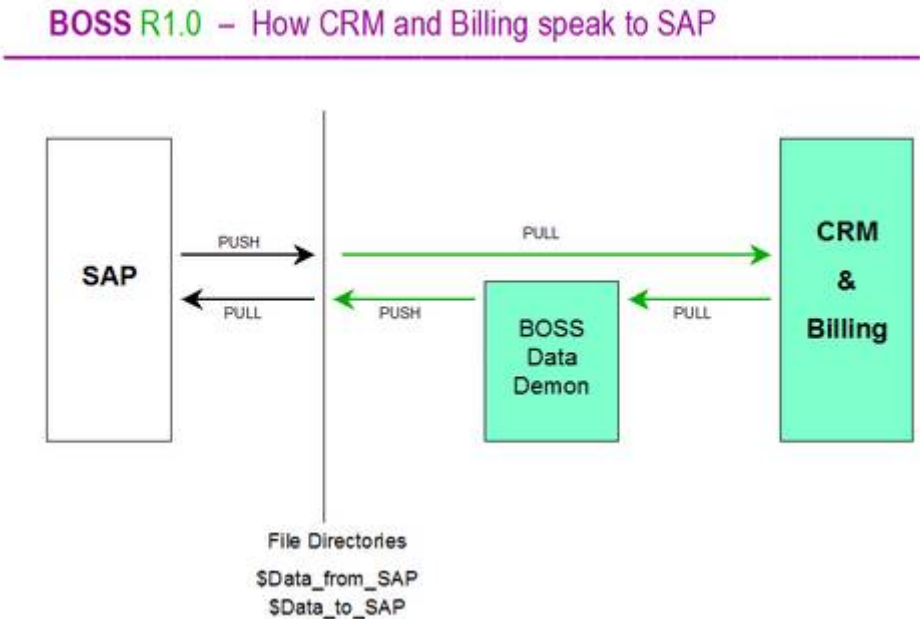 BOSS R1.0 – How CRM and Billing speak to SAP
SAP
PUSH
PULL
PULL
PUSH
PULL
BOSS
Data
Demon
CRM
&
Billing
File Directories
$Data_from_SAP
$Data_to_SAP